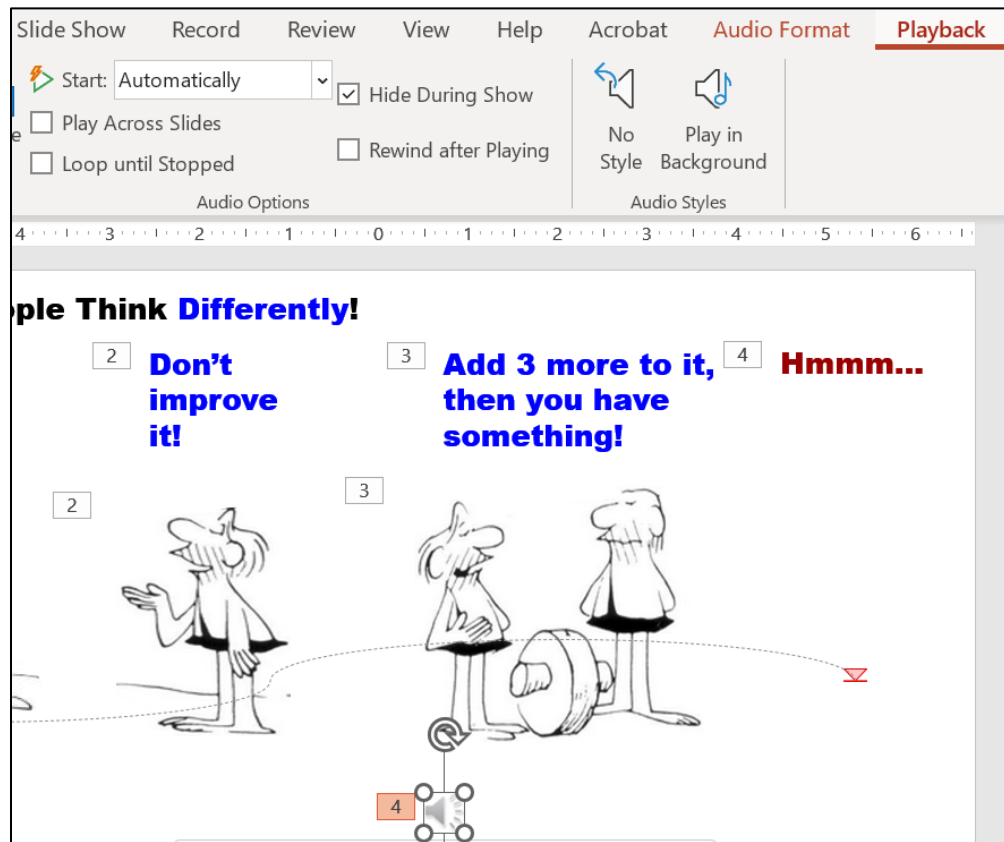 Slide Show Record Review View Help Acrobat Audio Format Playback
Start: Automatically
Hide During Show
e
Play Across Slides
Rewind after Playing
Loop until Stopped
No Style
Play in Background
Audio Options
Audio Styles
4 3 2 1 0 1 2 3 4 5 6
ople Think Differently!
2
Don’t
improve
it!
3
Add 3 more to it,
then you have
something!
4
Hmmm...
2
3
4